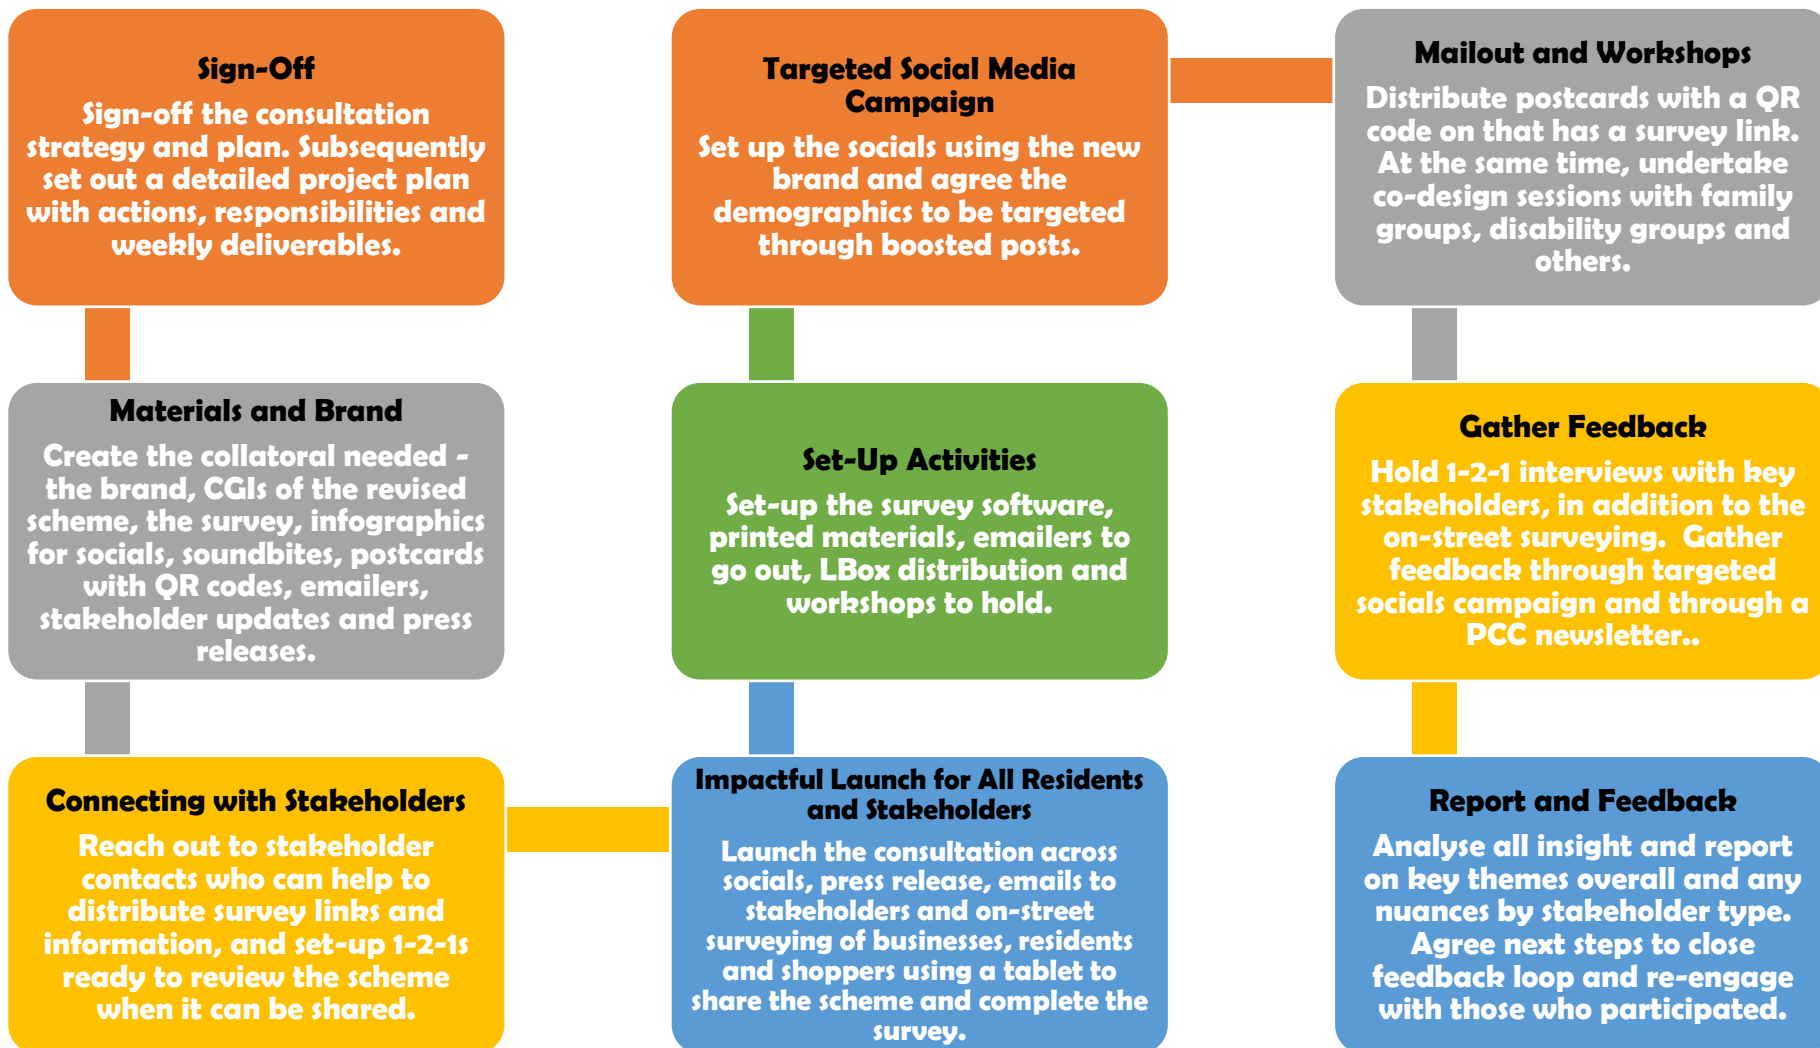 Sign-Off
Sign-off the consultation
strategy and plan. Subsequently
set out a detailed project plan
with actions, responsibilities and
weekly deliverables.
Materials and Brand
Create the collatoral needed -
the brand, CGIs of the revised
scheme, the survey, infographics
for socials, soundbites, postcards
with QR codes, emailers,
stakeholder updates and press
releases.
Connecting with Stakeholders
Reach out to stakeholder
contacts who can help to
distribute survey links and
information, and set-up 1-2-1s
ready to review the scheme
when it can be shared.
Impactful Launch for All Residents
and Stakeholders
Launch the consultation across
socials, press release, emails to
stakeholders and on-street
surveying of businesses, residents
and shoppers using a tablet to
share the scheme and complete the
survey.
Set-Up Activities
Set-up the survey software,
printed materials, emailers to
go out, LBox distribution and
workshops to hold.
Targeted Social Media
Campaign
Set up the socials using the new
brand and agree the
demographics to be targeted
through boosted posts.
Mailout and Workshops
Distribute postcards with a QR
code on that has a survey link.
At the same time, undertake
co-design sessions with family
groups, disability groups and
others.
Gather Feedback
Hold 1-2-1 interviews with key
stakeholders, in addition to the
on-street surveying.  Gather
feedback through targeted
socials campaign and through a
PCC newsletter..
Report and Feedback
Analyse all insight and report
on key themes overall and any
nuances by stakeholder type.
Agree next steps to close
feedback loop and re-engage
with those who participated.